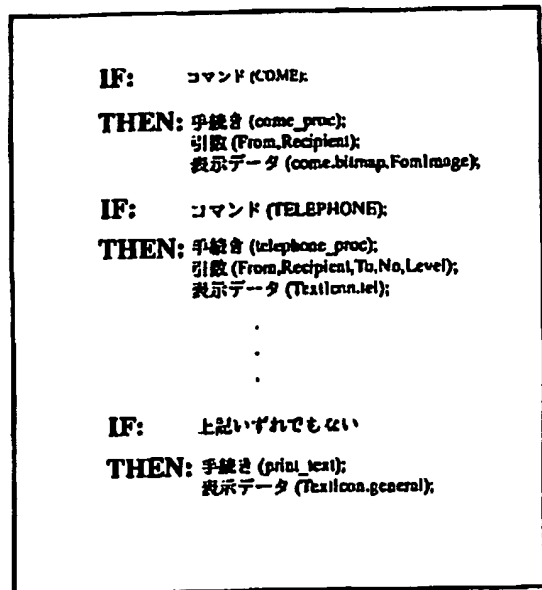 IF: コマンド (COME);
THEN: 手続き (come_proc);
引数 (From,Recipient);
表示データ (come.bitmap,FomImage);
IF: コマンド (TELEPHONE);
THEN: 手続き (telephone_proc);
引数 (From,Recipient,To,No,Level);
表示データ (TextIcon.tel);
.
.
.
IF: 上記いずれでもない
THEN: 手続き (print_text);
表示データ (TextIcon.general);